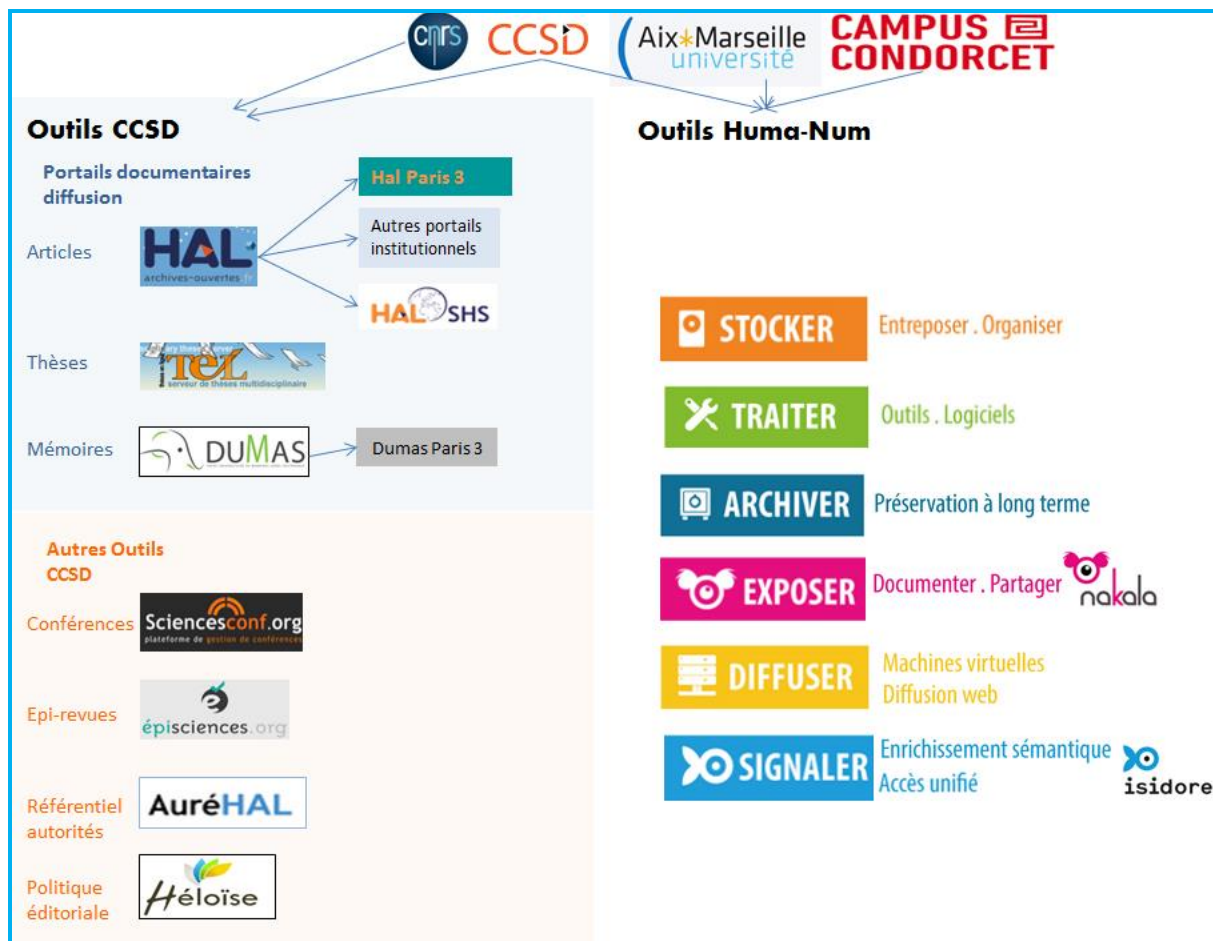 cnrs
CCSD
Aix*Marseille
université
CAMPUS
CONDORCET
Outils CCSD
Portails documentaires
diffusion
Articles
HAL
archives-ouvertes.fr
Hal Paris 3
Autres portails
institutionnels
HAL SHS
Thèses
TEL
serveur de thèses multidisciplinaire
Mémoires
DUMAS
Dumas Paris 3
Autres Outils
CCSD
Conférences
Sciencesconf.org
plateforme de gestion de conférences
Epi-revues
épisciences.org
Référentiel
autorités
AuréHAL
Politique
éditoriale
Héloïse
Outils Huma-Num
STOCKER
Entreposer . Organiser
TRAITER
Outils . Logiciels
ARCHIVER
Préservation à long terme
EXPOSER
Documenter . Partager
nakala
DIFFUSER
Machines virtuelles
Diffusion web
SIGNALER
Enrichissement sémantique
Accès unifié
isidore